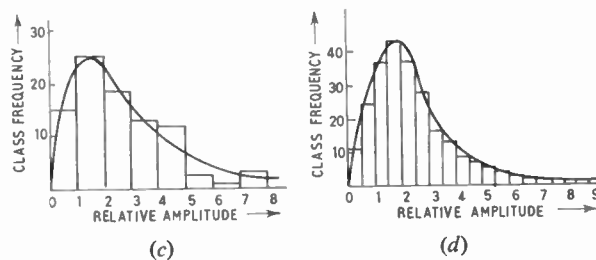 CLASS FREQUENCY
30
20
10
0 1 2 3 4 5 6 7 8
RELATIVE AMPLITUDE
(c)
CLASS FREQUENCY
40
30
20
10
0 1 2 3 4 5 6 7 8 9
RELATIVE AMPLITUDE
(d)